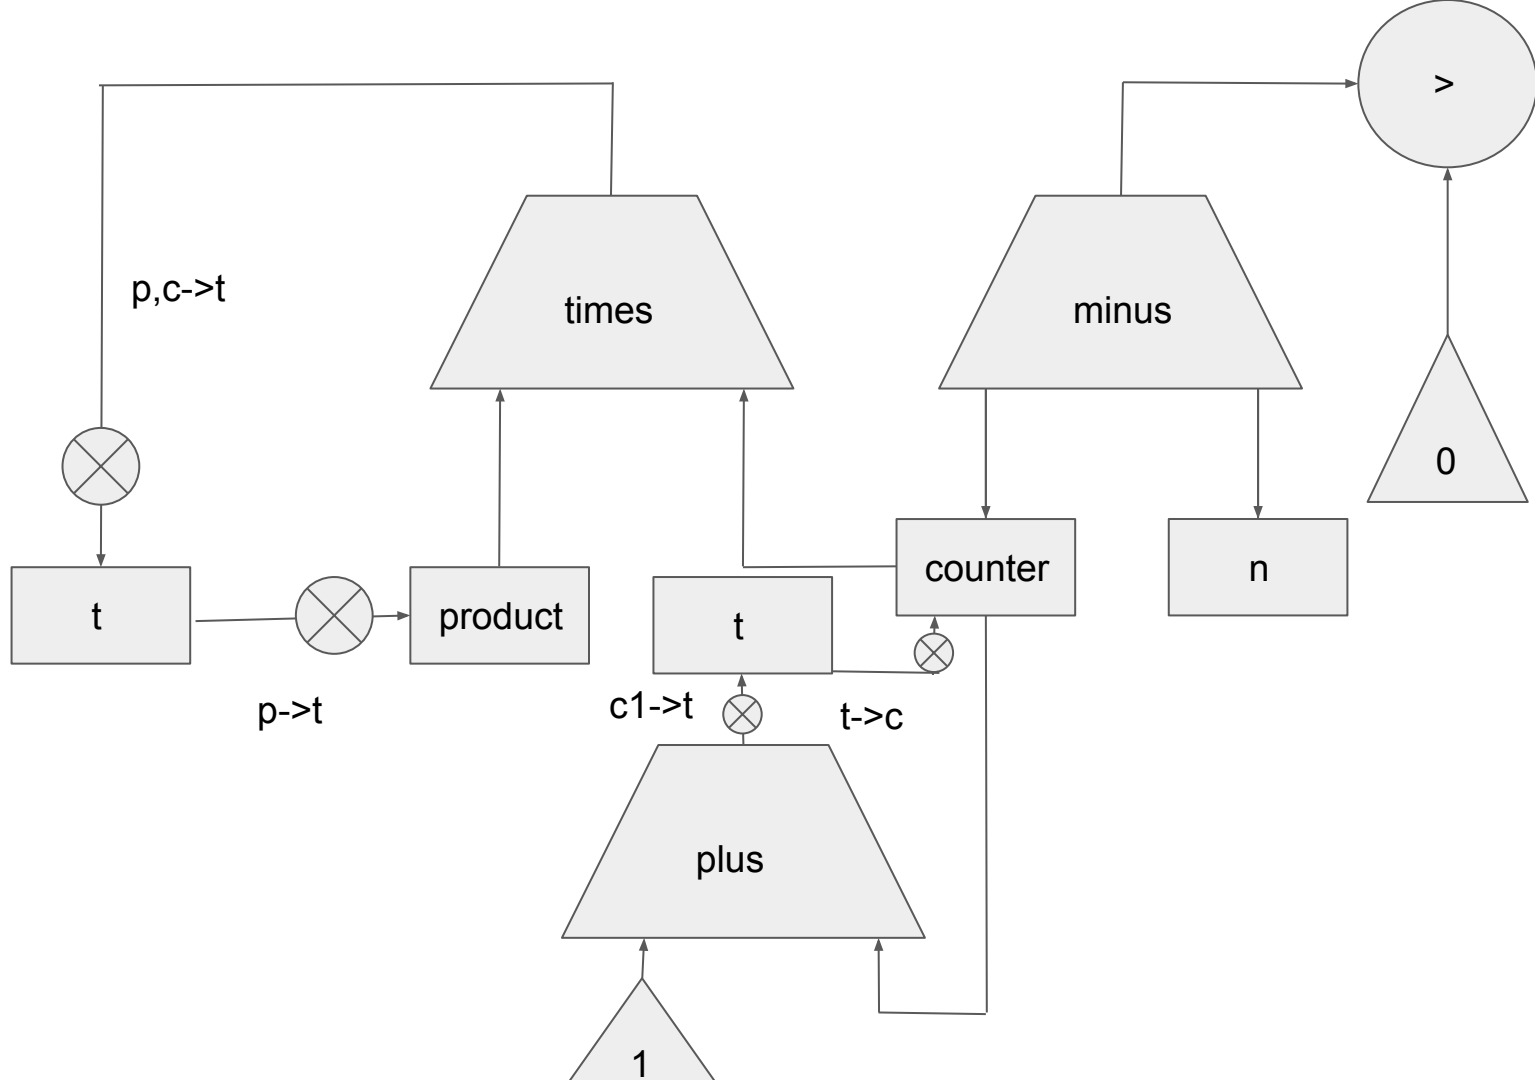 >
p,c->t
times
minus
0
counter
n
t
product
t
c1->t
t->c
p->t
plus
1